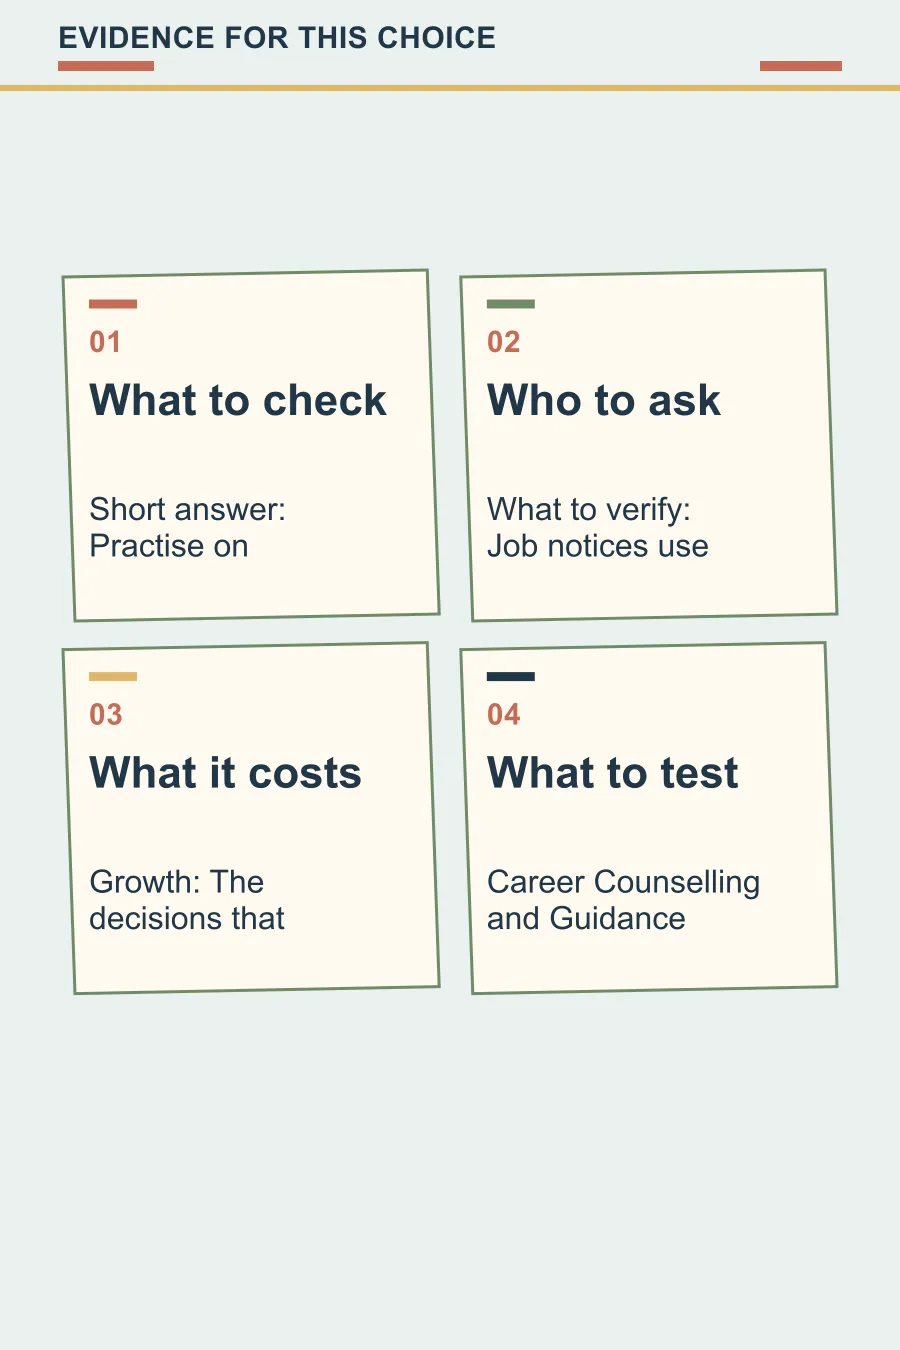 EVIDENCE FOR THIS CHOICE
01
What to check
Short answer:
Practise on
02
Who to ask
What to verify:
Job notices use
03
What it costs
Growth: The
decisions that
04
What to test
Career Counselling
and Guidance